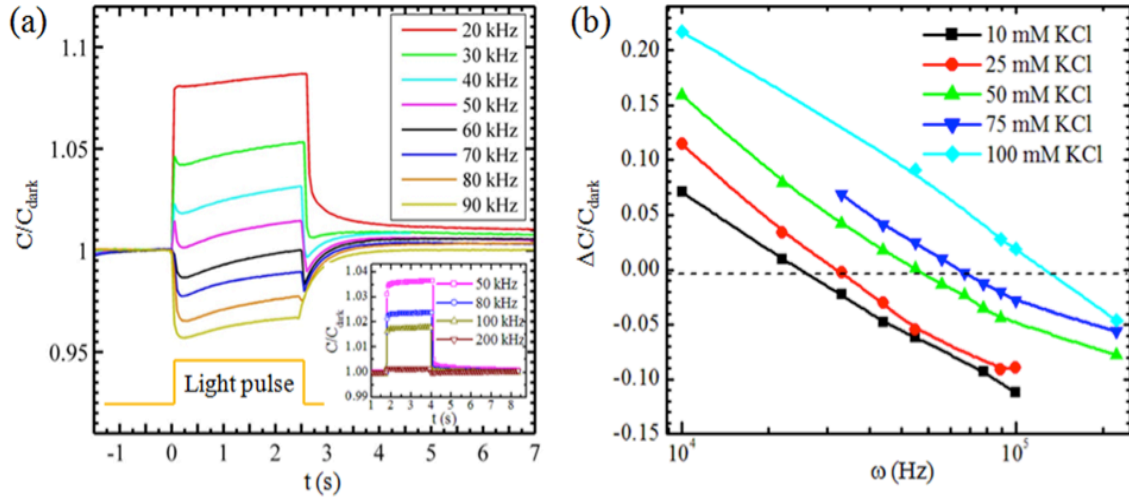 (a)
C/C_dark
1.1
1.05
1
0.95
20 kHz
30 kHz
40 kHz
50 kHz
60 kHz
70 kHz
80 kHz
90 kHz
Light pulse
-1 0 1 2 3 4 5 6 7
t (s)
C/C_dark
1.04
1.03
1.02
1.01
1.00
0.99
50 kHz
80 kHz
100 kHz
200 kHz
1 2 3 4 5 6 7 8
t (s)
(b)
ΔC/C_dark
0.20
0.15
0.10
0.05
0.00
-0.05
-0.10
-0.15
10 mM KCl
25 mM KCl
50 mM KCl
75 mM KCl
100 mM KCl
10⁴ 10⁵
ω (Hz)